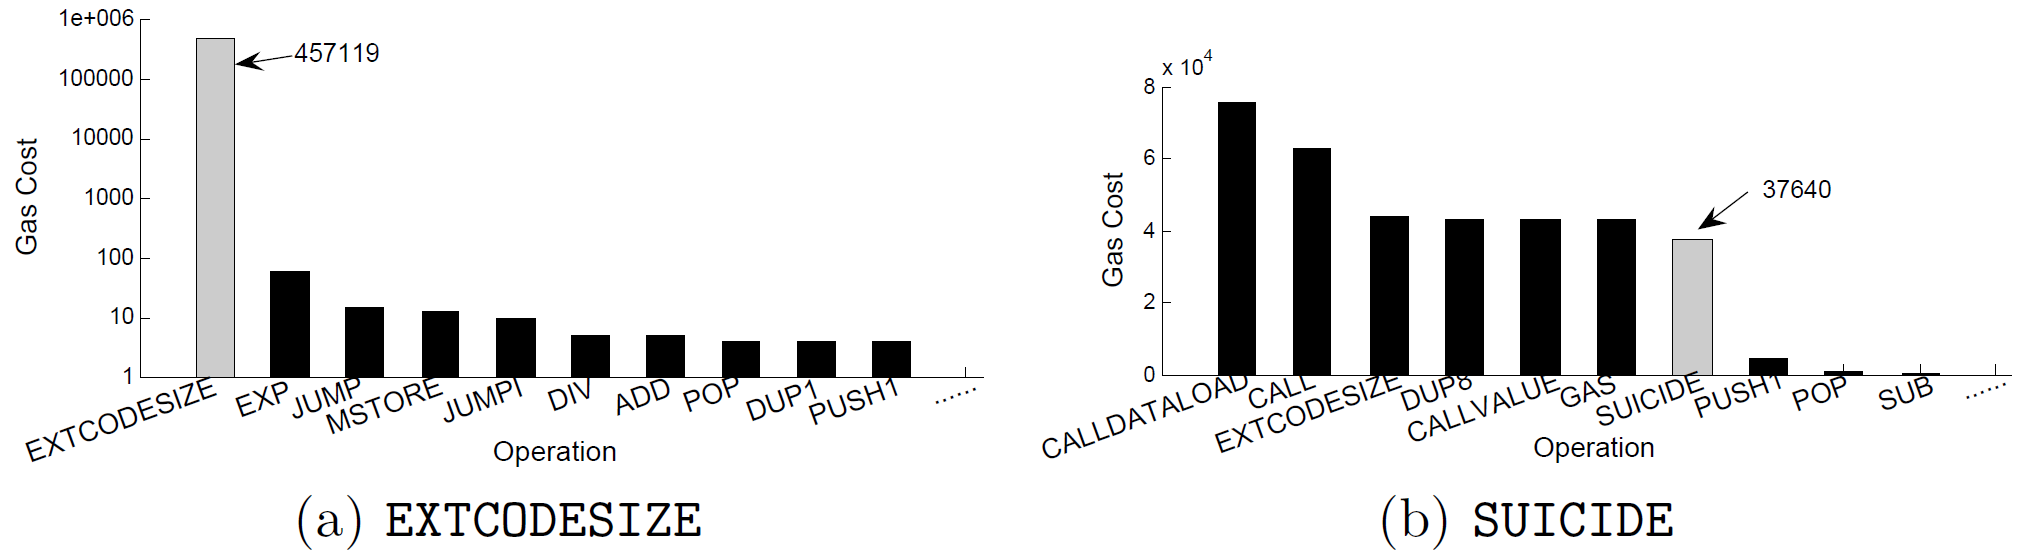 1e+006
100000
10000
1000
100
10
1
Gas Cost
457119
EXTCODESIZE
EXP
JUMP
MSTORE
JUMPI
DIV
ADD
POP
DUP1
PUSH1
......
Operation
(a) EXTCODESIZE
x 10^4
8
6
4
2
0
Gas Cost
37640
CALLDATALOAD
CALL
EXTCODESIZE
DUP8
CALLVALUE
GAS
SUICIDE
PUSH1
POP
SUB
......
Operation
(b) SUICIDE